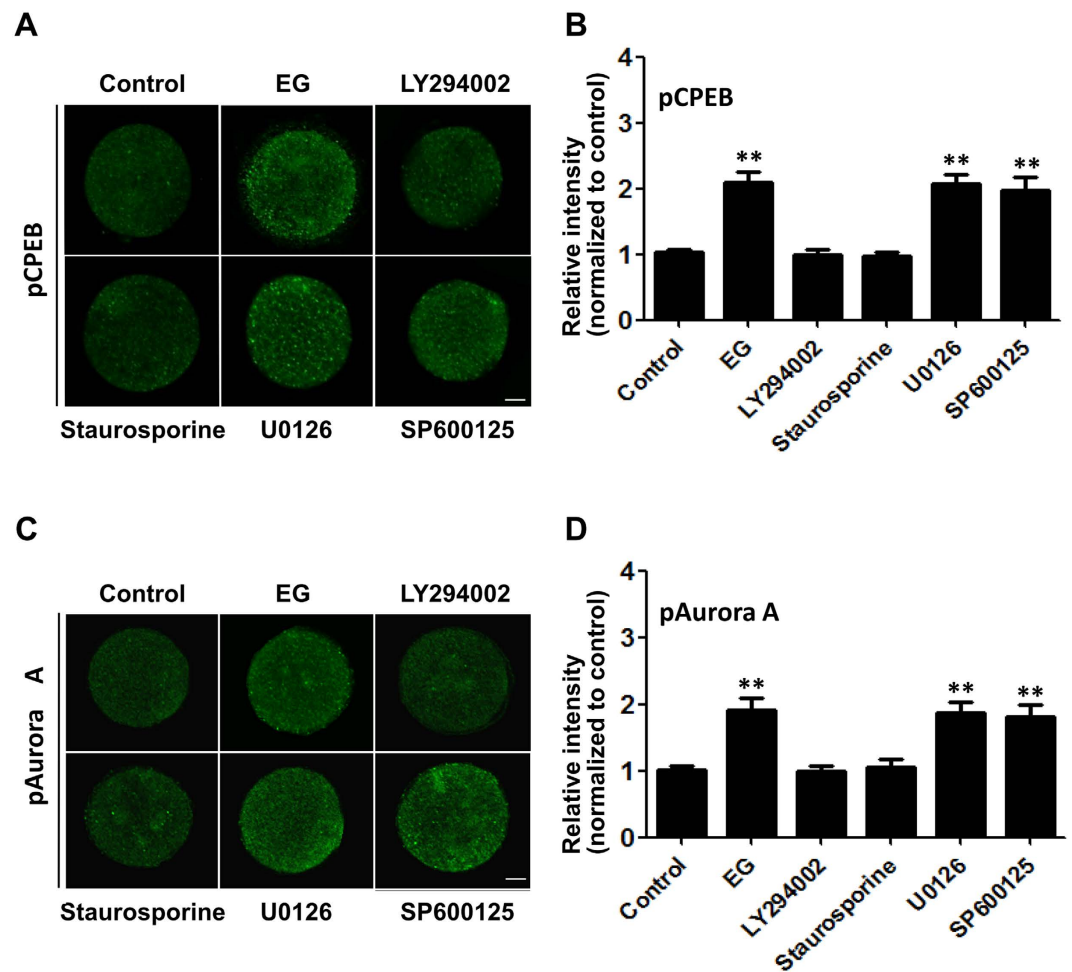 A
Control EG LY294002
pCPEB
Staurosporine U0126 SP600125
B
Relative intensity
(normalized to control)
4
3
2
1
0
pCPEB
** ** **
Control EG LY294002 Staurosporine U0126 SP600125
C
Control EG LY294002
pAurora A
Staurosporine U0126 SP600125
D
Relative intensity
(normalized to control)
4
3
2
1
0
pAurora A
** ** **
Control EG LY294002 Staurosporine U0126 SP600125